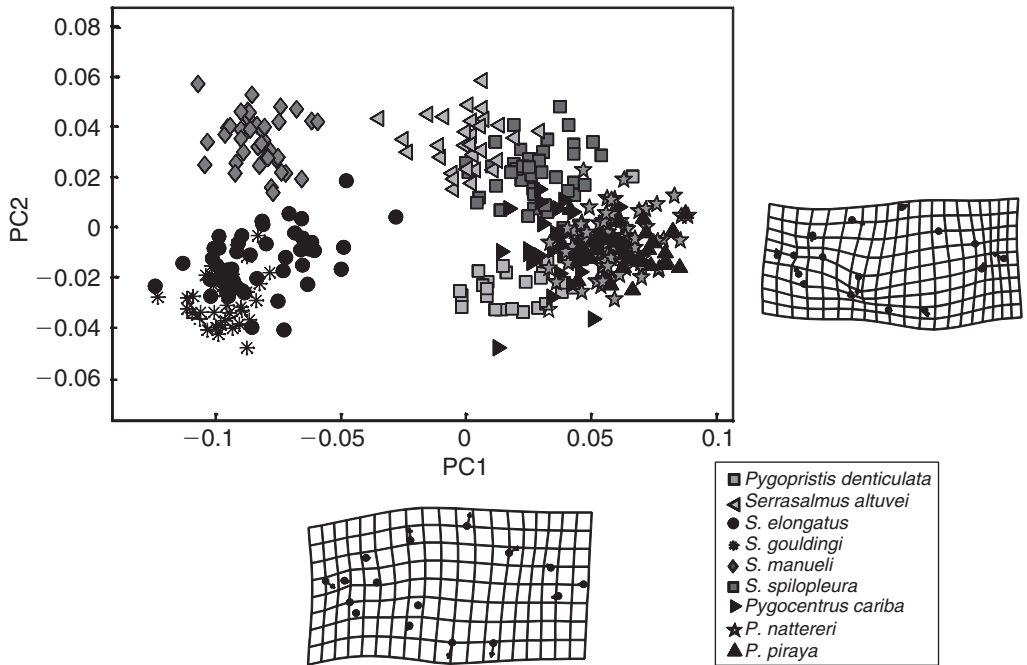 0.08
0.06
0.04
0.02
0
−0.02
−0.04
−0.06
PC2
−0.1
−0.05
0
0.05
0.1
PC1
Pygopristis denticulata
Serrasalmus altuvei
S. elongatus
S. gouldingi
S. manueli
S. spilopleura
Pygocentrus cariba
P. nattereri
P. piraya